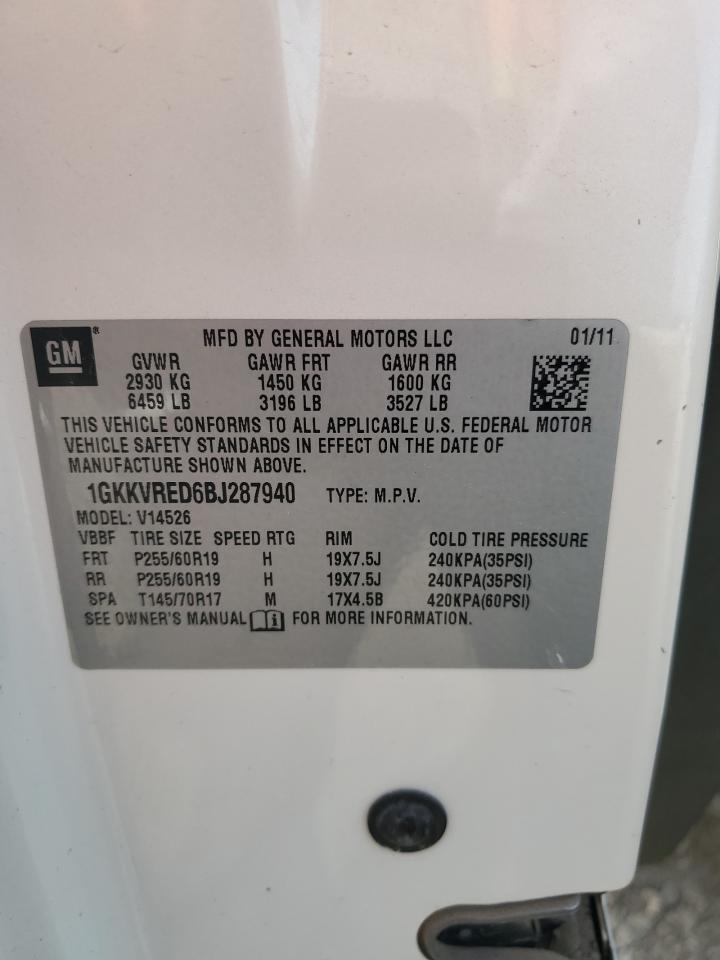 GM® MFD BY GENERAL MOTORS LLC 01/11
GVWR GAWR FRT GAWR RR
2930 KG 1450 KG 1600 KG
6459 LB 3196 LB 3527 LB
THIS VEHICLE CONFORMS TO ALL APPLICABLE U.S. FEDERAL MOTOR
VEHICLE SAFETY STANDARDS IN EFFECT ON THE DATE OF
MANUFACTURE SHOWN ABOVE.
1GKKVRED6BJ287940 TYPE: M.P.V.
MODEL: V14526
VBBF TIRE SIZE SPEED RTG RIM COLD TIRE PRESSURE
FRT P255/60R19 H 19X7.5J 240KPA(35PSI)
RR P255/60R19 H 19X7.5J 240KPA(35PSI)
SPA T145/70R17 M 17X4.5B 420KPA(60PSI)
SEE OWNER'S MANUAL FOR MORE INFORMATION.